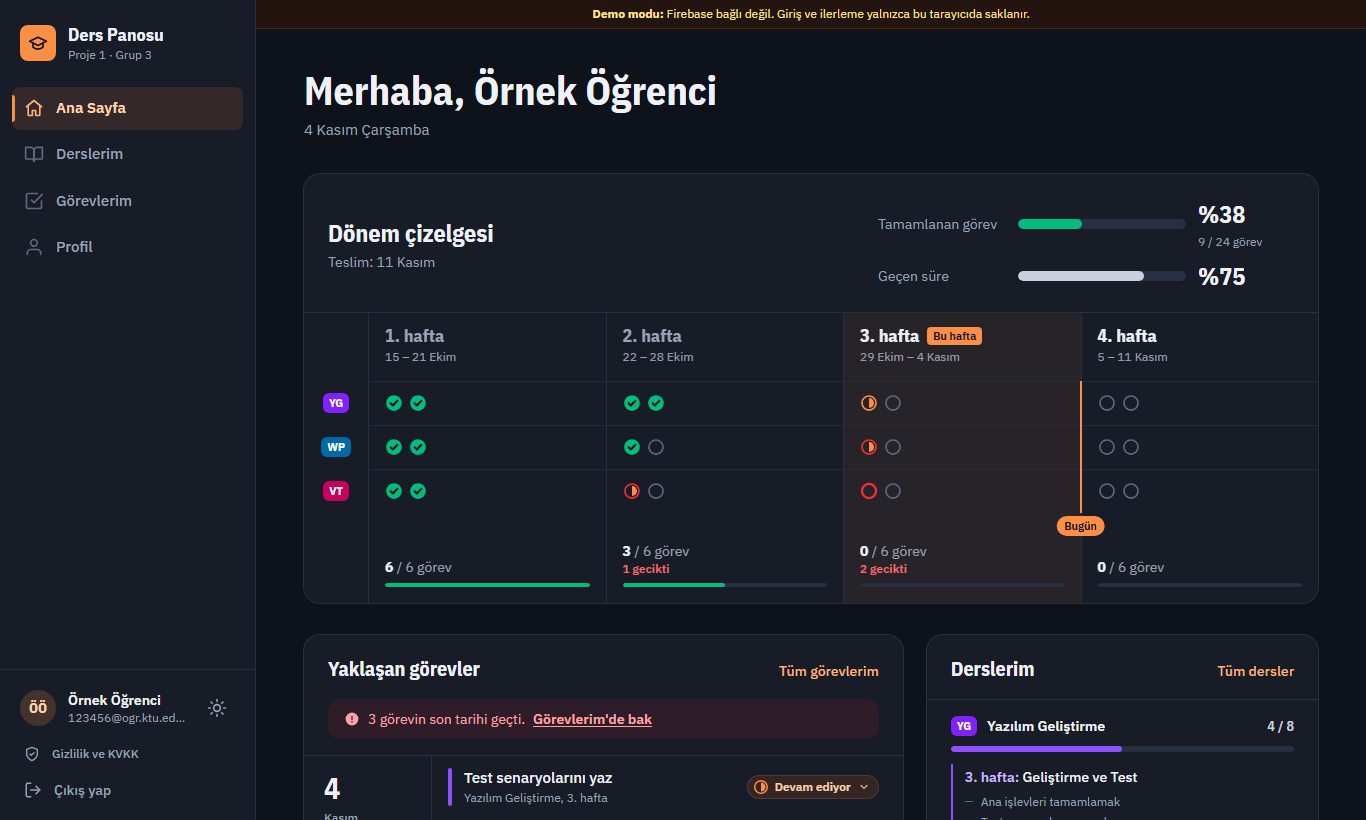 Demo modu: Firebase bağlı değil. Giriş ve ilerleme yalnızca bu tarayıcıda saklanır.
Ders Panosu
Proje 1 · Grup 3
Ana Sayfa
Derslerim
Görevlerim
Profil
ÖÖ
Örnek Öğrenci
123456@ogr.ktu.ed...
Gizlilik ve KVKK
Çıkış yap
Merhaba, Örnek Öğrenci
4 Kasım Çarşamba
Dönem çizelgesi
Teslim: 11 Kasım
Tamamlanan görev
%38
9 / 24 görev
Geçen süre
%75
1. hafta
15 – 21 Ekim
2. hafta
22 – 28 Ekim
3. hafta Bu hafta
29 Ekim – 4 Kasım
4. hafta
5 – 11 Kasım
YG
WP
VT
Bugün
6 / 6 görev
3 / 6 görev
1 gecikti
0 / 6 görev
2 gecikti
0 / 6 görev
Yaklaşan görevler
Tüm görevlerim
3 görevin son tarihi geçti. Görevlerim'de bak
4
Kasım
Test senaryolarını yaz
Yazılım Geliştirme, 3. hafta
Devam ediyor
Derslerim
Tüm dersler
YG Yazılım Geliştirme 4 / 8
3. hafta: Geliştirme ve Test
– Ana işlevleri tamamlamak